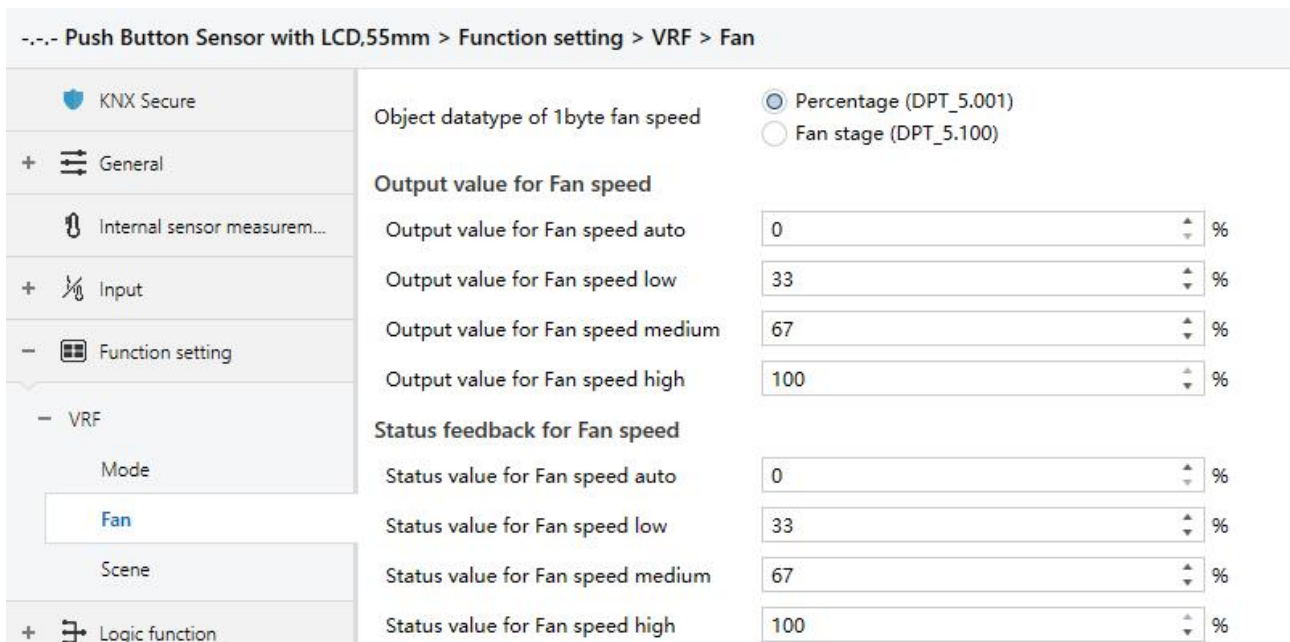 -.-.- Push Button Sensor with LCD,55mm > Function setting > VRF > Fan
KNX Secure
+ General
Internal sensor measurem...
+ Input
− Function setting
− VRF
Mode
Fan
Scene
+ Logic function
Object datatype of 1byte fan speed
Percentage (DPT_5.001)
Fan stage (DPT_5.100)
Output value for Fan speed
Output value for Fan speed auto 0 %
Output value for Fan speed low 33 %
Output value for Fan speed medium 67 %
Output value for Fan speed high 100 %
Status feedback for Fan speed
Status value for Fan speed auto 0 %
Status value for Fan speed low 33 %
Status value for Fan speed medium 67 %
Status value for Fan speed high 100 %